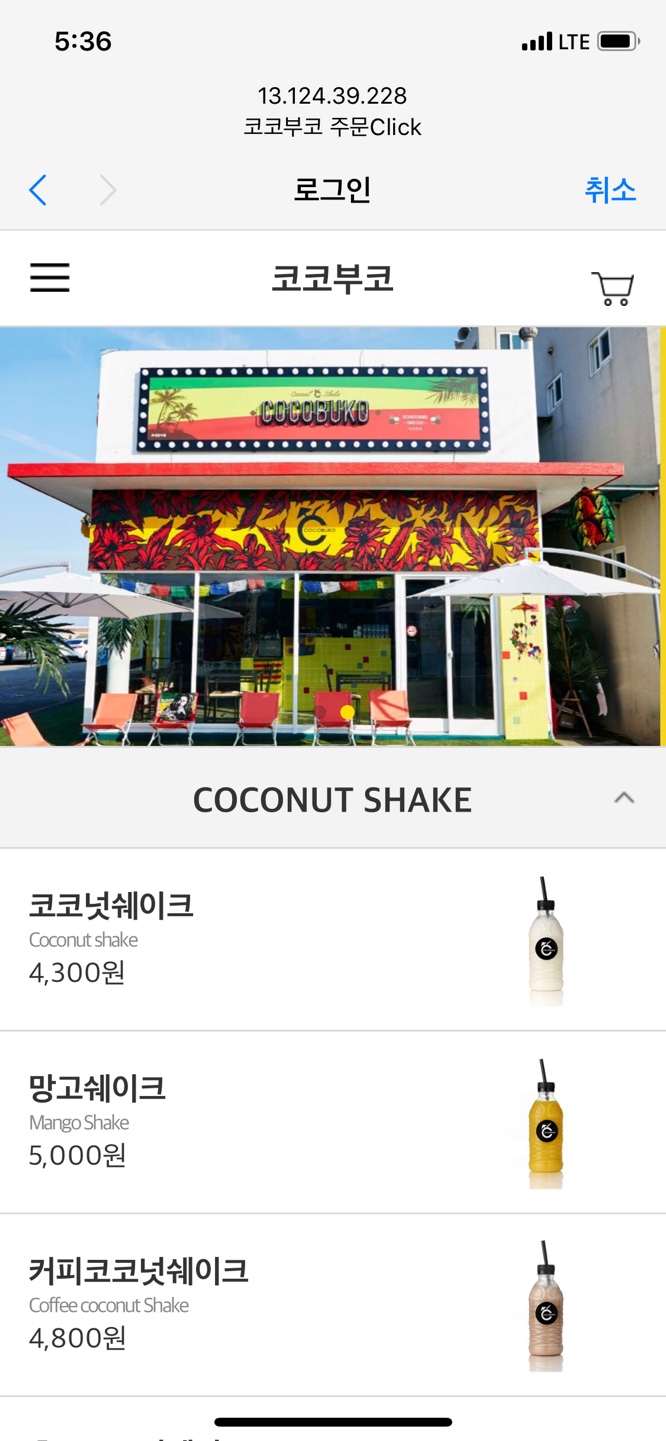 5:36
LTE
13.124.39.228
코코부코 주문Click
로그인
취소
코코부코
COCOBUKO
COCOBUKO
COCONUT SHAKE
코코넛쉐이크
Coconut shake
4,300원
망고쉐이크
Mango Shake
5,000원
커피코코넛쉐이크
Coffee coconut Shake
4,800원